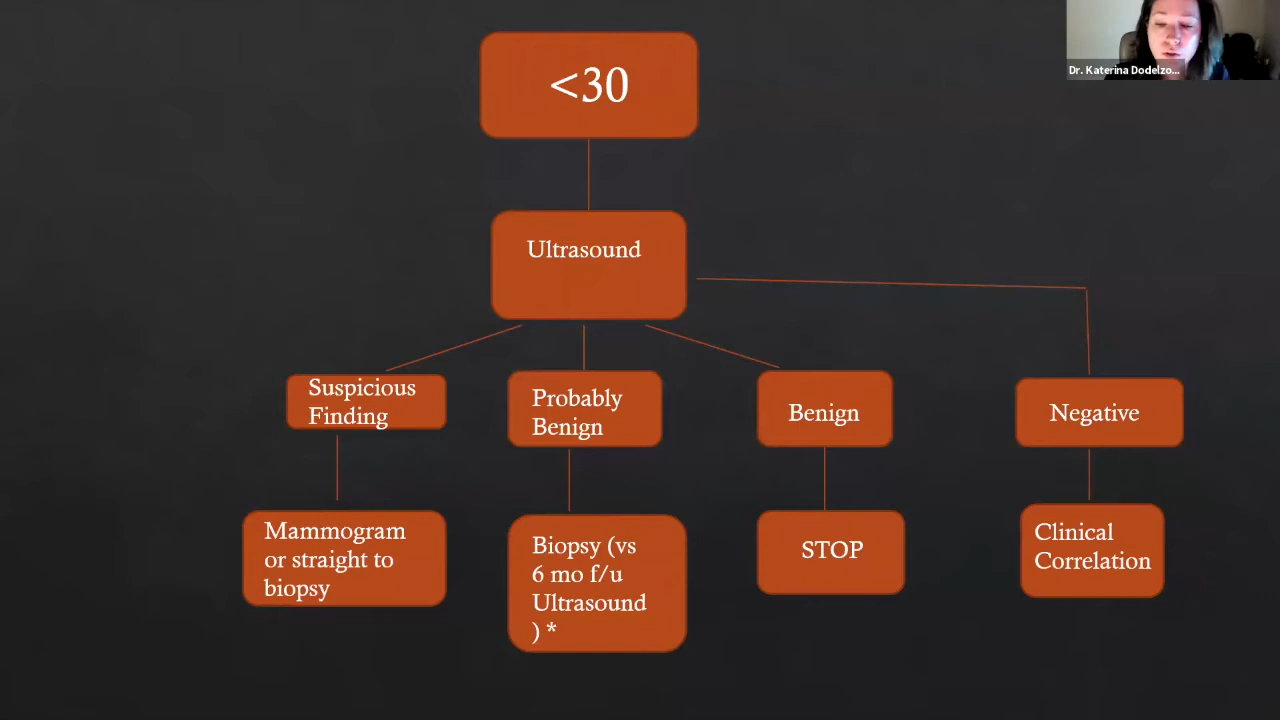 <30
Dr. Katerina Dodelzo...
Ultrasound
Suspicious
Finding
Probably
Benign
Benign
Negative
Mammogram
or straight to
biopsy
Biopsy (vs
6 mo f/u
Ultrasound
) *
STOP
Clinical
Correlation